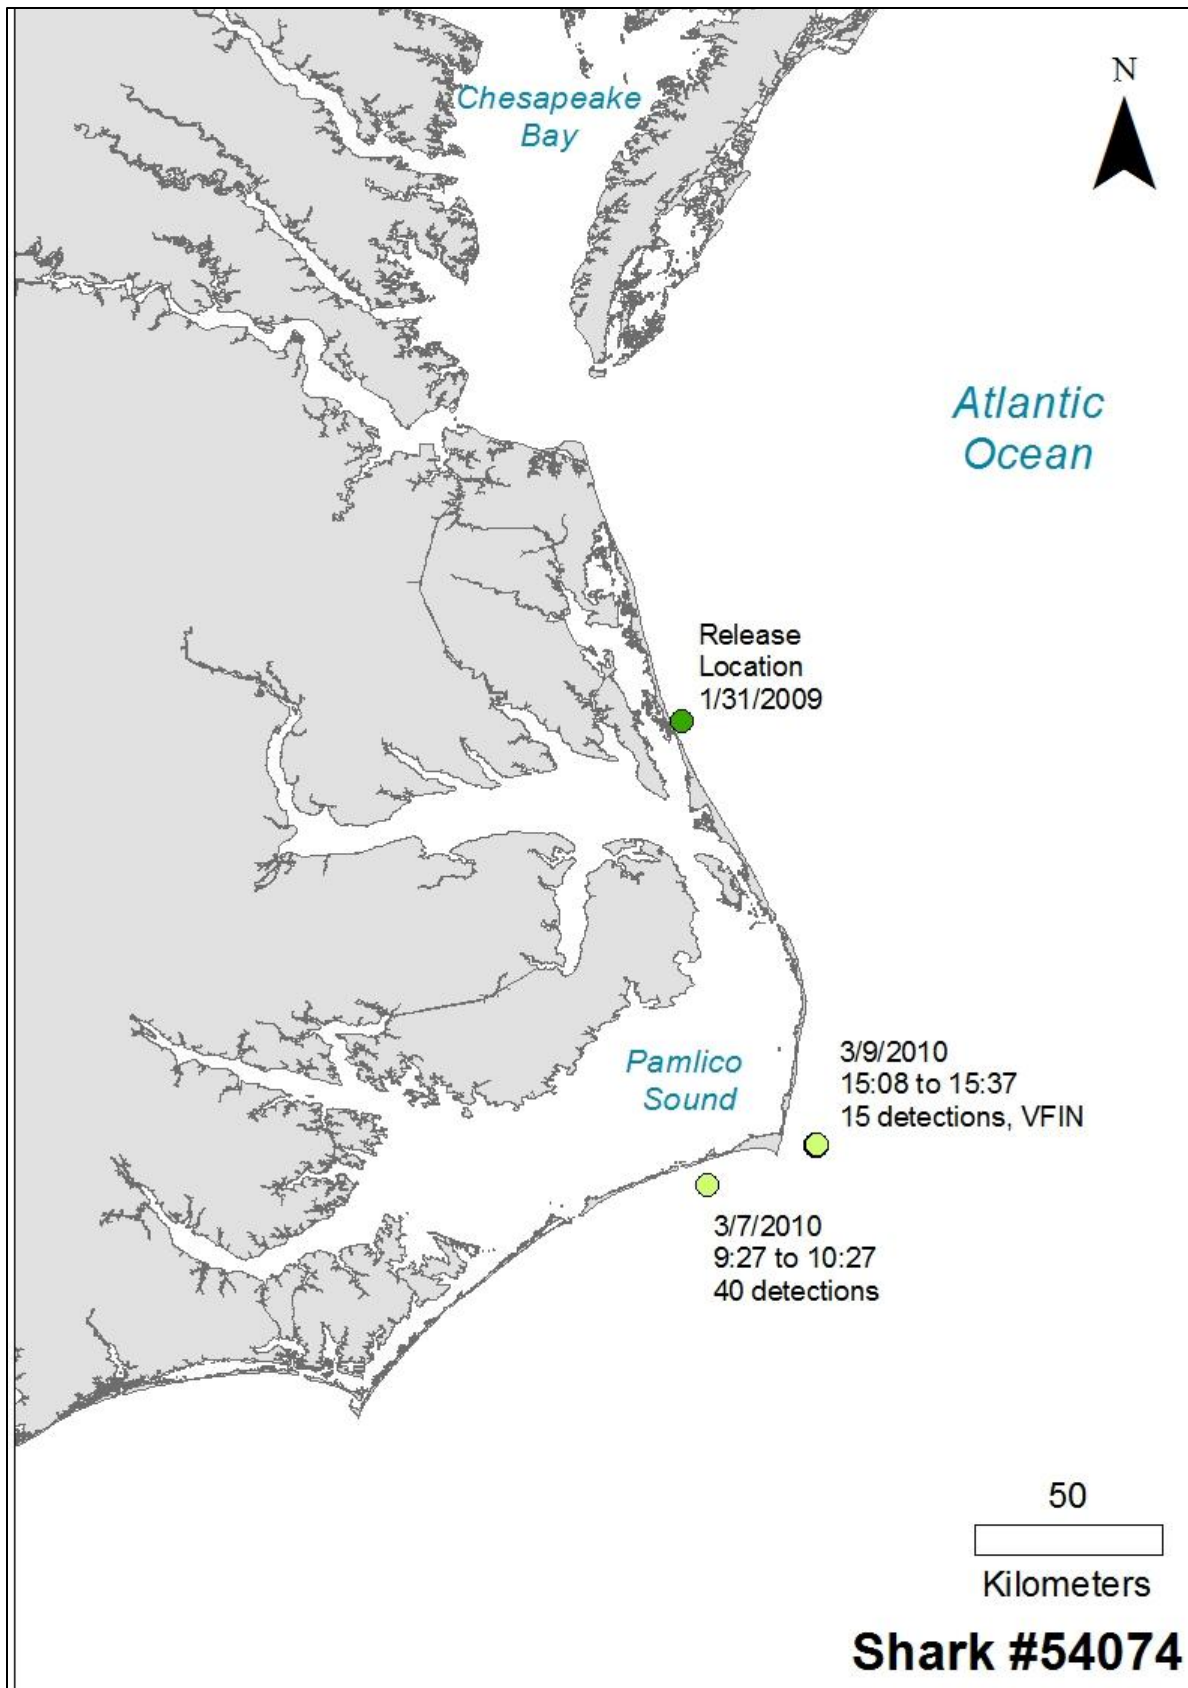 Chesapeake
Bay
N
Atlantic
Ocean
Release
Location
1/31/2009
Pamlico
Sound
3/9/2010
15:08 to 15:37
15 detections, VFIN
3/7/2010
9:27 to 10:27
40 detections
50
Kilometers
Shark #54074